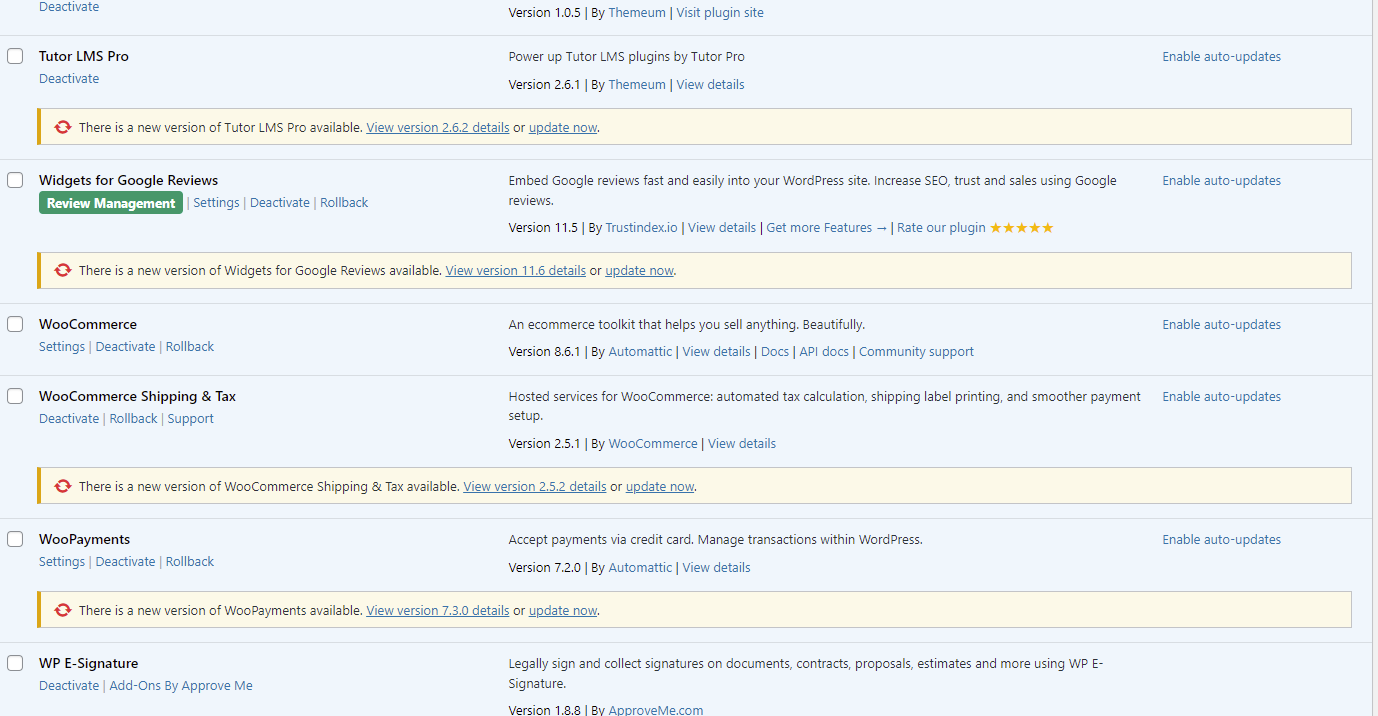 Deactivate
Version 1.0.5 | By Themeum | Visit plugin site
Tutor LMS Pro
Power up Tutor LMS plugins by Tutor Pro
Enable auto-updates
Deactivate
Version 2.6.1 | By Themeum | View details
There is a new version of Tutor LMS Pro available. View version 2.6.2 details or update now.
Widgets for Google Reviews
Embed Google reviews fast and easily into your WordPress site. Increase SEO, trust and sales using Google
reviews.
Enable auto-updates
Review Management | Settings | Deactivate | Rollback
Version 11.5 | By Trustindex.io | View details | Get more Features → | Rate our plugin ★★★★★
There is a new version of Widgets for Google Reviews available. View version 11.6 details or update now.
WooCommerce
An ecommerce toolkit that helps you sell anything. Beautifully.
Enable auto-updates
Settings | Deactivate | Rollback
Version 8.6.1 | By Automattic | View details | Docs | API docs | Community support
WooCommerce Shipping & Tax
Hosted services for WooCommerce: automated tax calculation, shipping label printing, and smoother payment
setup.
Enable auto-updates
Deactivate | Rollback | Support
Version 2.5.1 | By WooCommerce | View details
There is a new version of WooCommerce Shipping & Tax available. View version 2.5.2 details or update now.
WooPayments
Accept payments via credit card. Manage transactions within WordPress.
Enable auto-updates
Settings | Deactivate | Rollback
Version 7.2.0 | By Automattic | View details
There is a new version of WooPayments available. View version 7.3.0 details or update now.
WP E-Signature
Legally sign and collect signatures on documents, contracts, proposals, estimates and more using WP E-
Signature.
Deactivate | Add-Ons By Approve Me
Version 1.8.8 | By ApproveMe.com